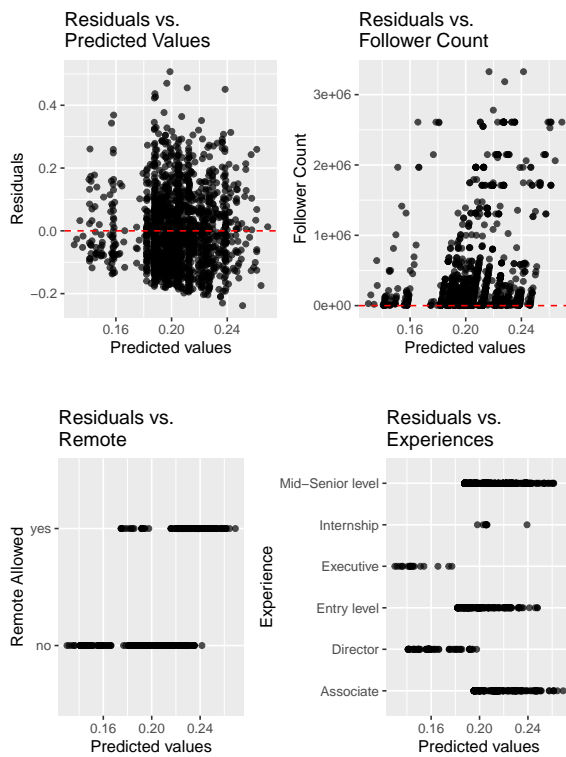 Residuals vs.
Predicted Values
Residuals
0.4
0.2
0.0
−0.2
0.16
0.20
0.24
Predicted values
Residuals vs.
Follower Count
Follower Count
3e+06
2e+06
1e+06
0e+00
0.16
0.20
0.24
Predicted values
Residuals vs.
Remote
Remote Allowed
yes
no
0.16
0.20
0.24
Predicted values
Residuals vs.
Experiences
Experience
Mid−Senior level
Internship
Executive
Entry level
Director
Associate
0.16
0.20
0.24
Predicted values